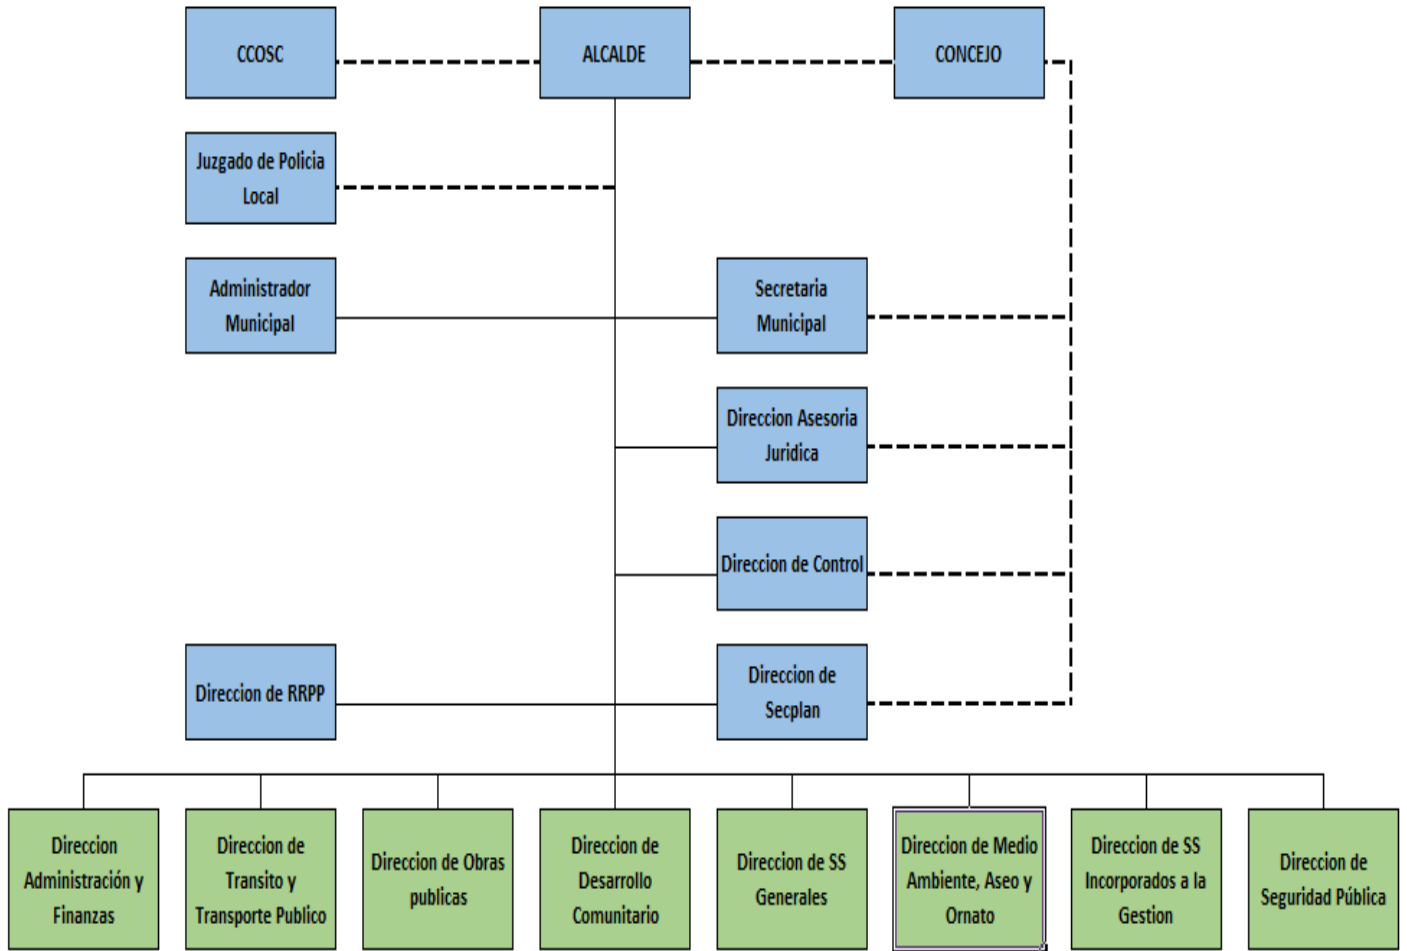 CCOSC
ALCALDE
CONCEJO
Juzgado de Policia
Local
Administrador
Municipal
Secretaria
Municipal
Direccion Asesoria
Juridica
Direccion de Control
Direccion de RRPP
Direccion de
Secplan
Direccion
Administración y
Finanzas
Direccion de
Transito y
Transporte Publico
Direccion de Obras
publicas
Direccion de
Desarrollo
Comunitario
Direccion de SS
Generales
Direccion de Medio
Ambiente, Aseo y
Ornato
Direccion de SS
Incorporados a la
Gestion
Direccion de
Seguridad Pública